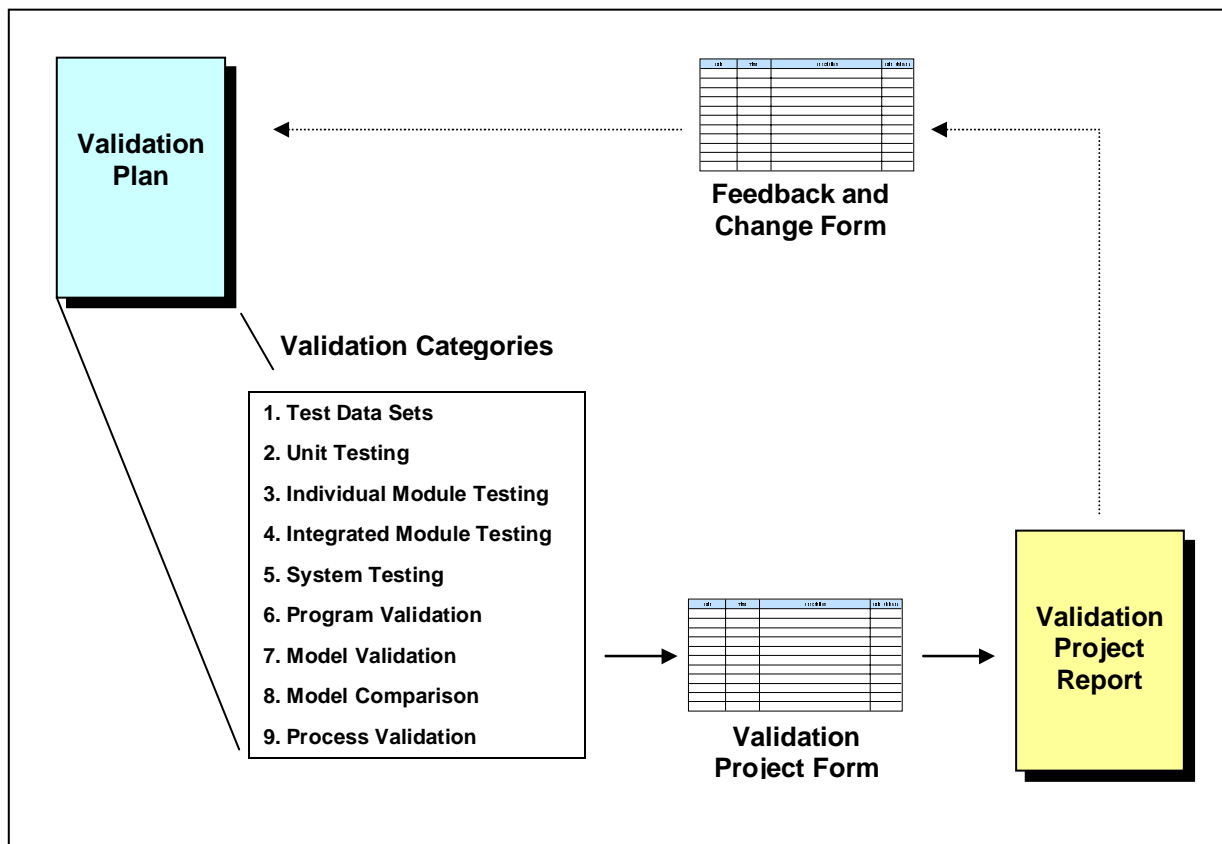 Validation
Plan
Feedback and
Change Form
Validation Categories
1. Test Data Sets
2. Unit Testing
3. Individual Module Testing
4. Integrated Module Testing
5. System Testing
6. Program Validation
7. Model Validation
8. Model Comparison
9. Process Validation
Validation
Project Form
Validation
Project
Report